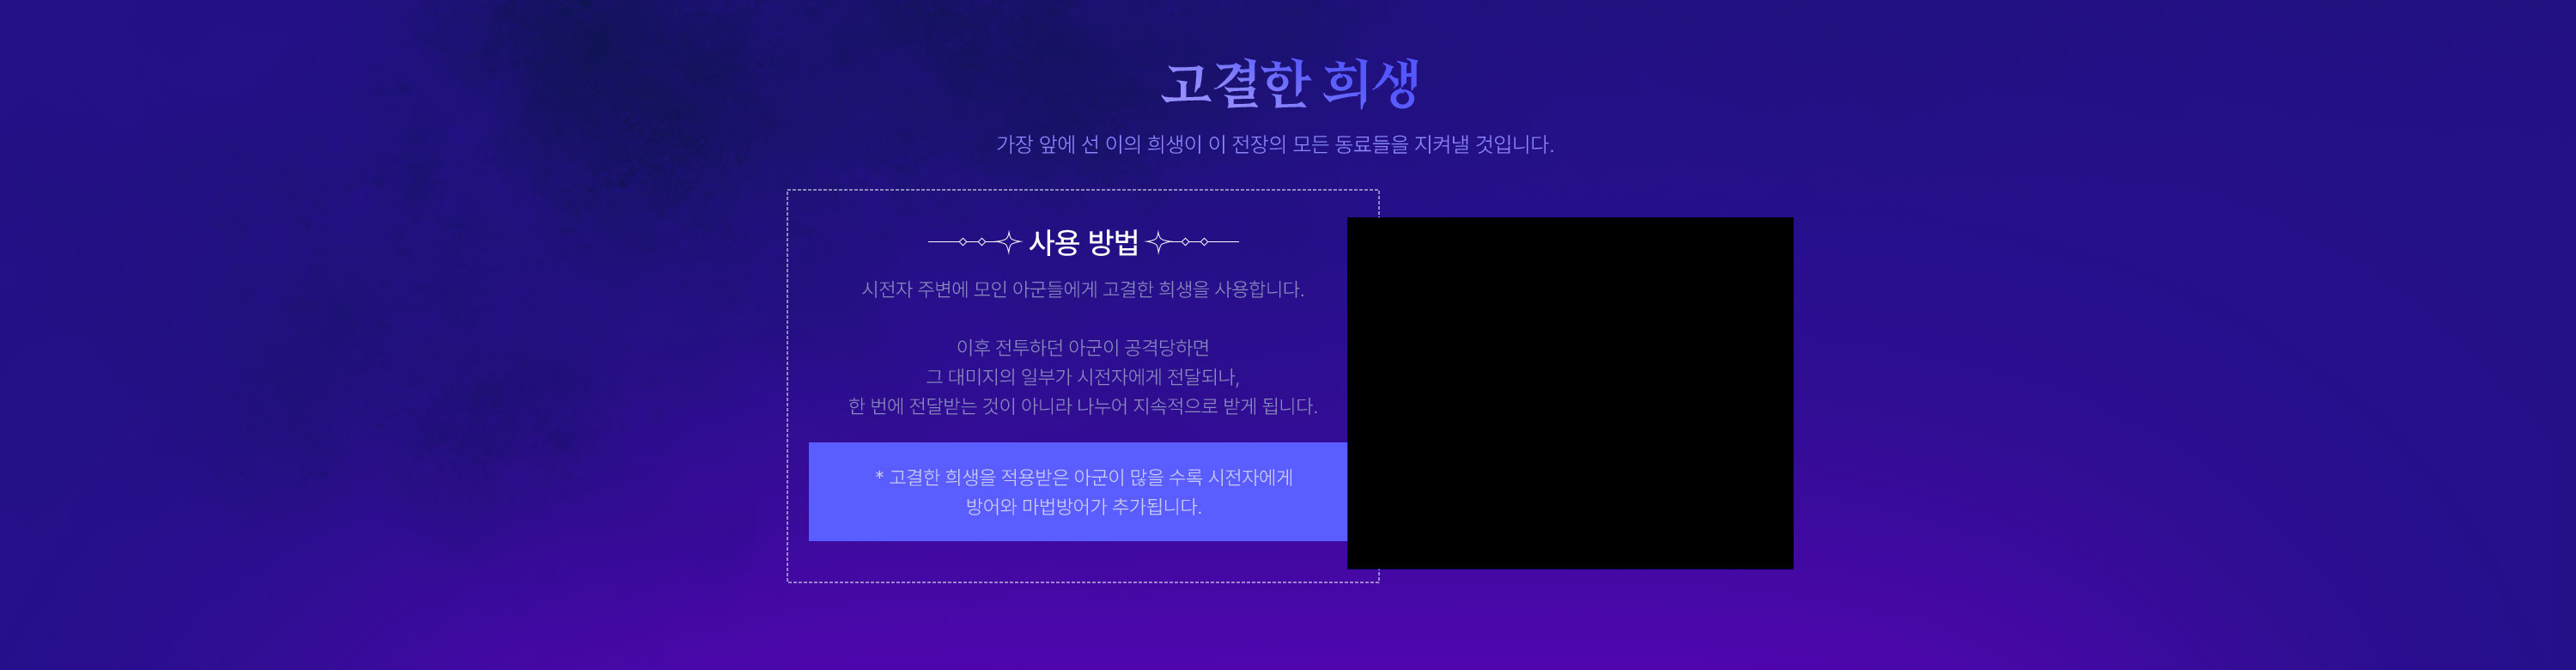 고결한 희생
가장 앞에 선 이의 희생이 이 전장의 모든 동료들을 지켜낼 것입니다.
사용 방법
시전자 주변에 모인 아군들에게 고결한 희생을 사용합니다.
이후 전투하던 아군이 공격당하면
그 대미지의 일부가 시전자에게 전달되나,
한 번에 전달받는 것이 아니라 나누어 지속적으로 받게 됩니다.
* 고결한 희생을 적용받은 아군이 많을 수록 시전자에게
방어와 마법방어가 추가됩니다.